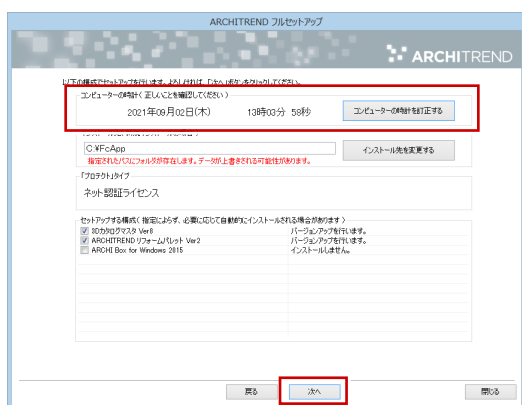 ARCHITREND フルセットアップ
ARCHITREND
以下の構成でセットアップを行います。よろしければ、「次へ」ボタンをクリックしてください。
コンピューターの時計( 正しいことを確認してください )
2021年09月02日(木) 13時03分 58秒 コンピューターの時計を訂正する
C:¥FcApp インストール先を変更する
指定されたパスにフォルダが存在します。データが上書きされる可能性があります。
「プロテクト」タイプ
ネット認証ライセンス
セットアップする構成( 指定によらず、必要に応じて自動的にインストールされる場合があります )
3Dカタログマスタ Ver8 バージョンアップを行います。
ARCHITREND リフォームパレット Ver2 バージョンアップを行います。
ARCHI Box for Windows 2015 インストールしません。
戻る 次へ 閉じる